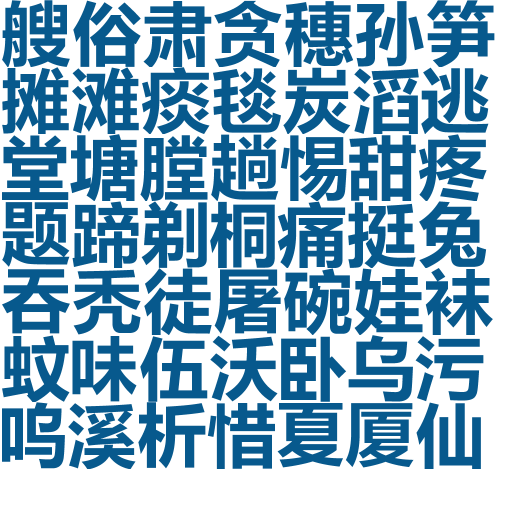 艘俗肃贪穗孙笋
摊滩痰毯炭滔逃
堂塘膛趟惕甜疼
题蹄剃桐痛挺兔
吞秃徒屠碗娃袜
蚊味伍沃卧乌污
呜溪析惜夏厦仙